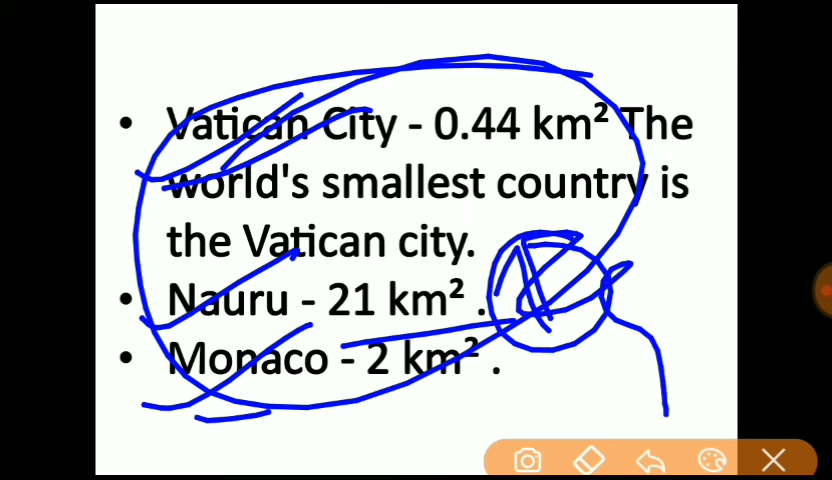 • Vatican City - 0.44 km² The
world's smallest country is
the Vatican city.
• Nauru - 21 km² .
• Monaco - 2 km² .